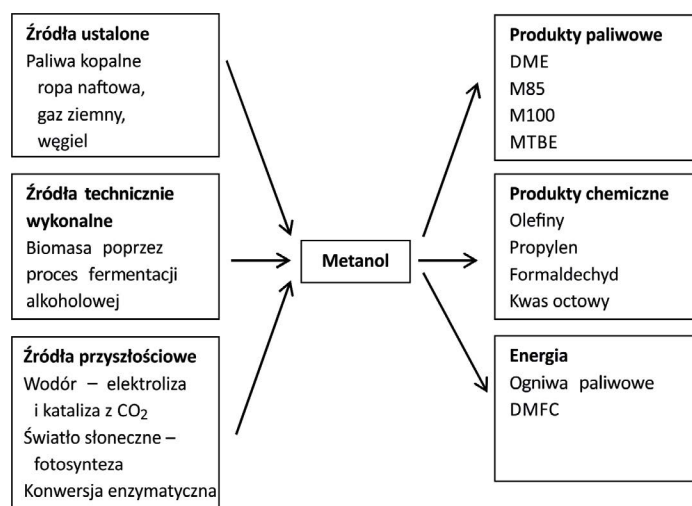 Źródła ustalone
Paliwa kopalne
ropa naftowa,
gaz ziemny,
węgiel
Źródła technicznie
wykonalne
Biomasa poprzez
proces fermentacji
alkoholowej
Źródła przyszłościowe
Wodór – elektroliza
i kataliza z CO₂
Światło słoneczne –
fotosynteza
Konwersja enzymatyczna
Metanol
Produkty paliwowe
DME
M85
M100
MTBE
Produkty chemiczne
Olefiny
Propylen
Formaldechyd
Kwas octowy
Energia
Ogniwa paliwowe
DMFC